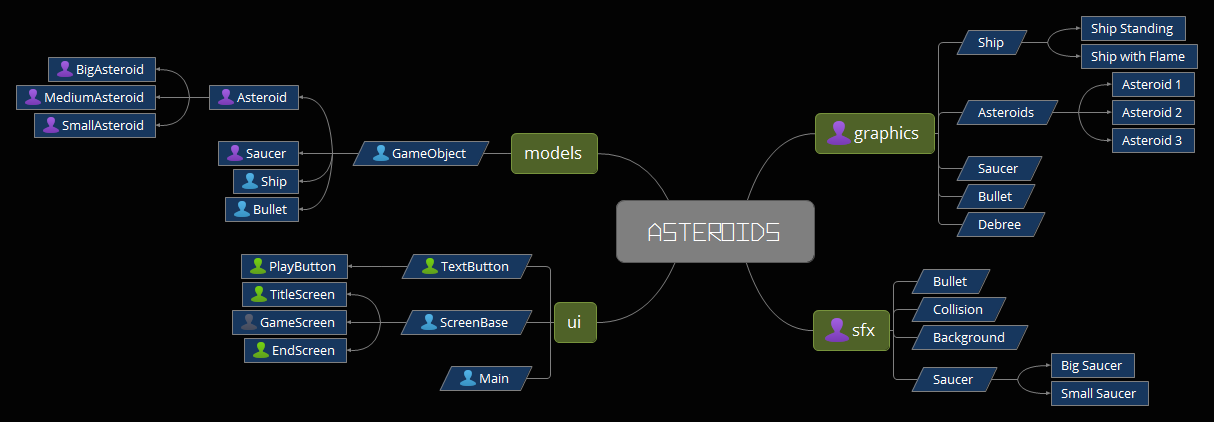 ASTEROIDS
models
GameObject
Asteroid
BigAsteroid
MediumAsteroid
SmallAsteroid
Saucer
Ship
Bullet
ui
TextButton
PlayButton
ScreenBase
TitleScreen
GameScreen
EndScreen
Main
graphics
Ship
Ship Standing
Ship with Flame
Asteroids
Asteroid 1
Asteroid 2
Asteroid 3
Saucer
Bullet
Debree
sfx
Bullet
Collision
Background
Saucer
Big Saucer
Small Saucer